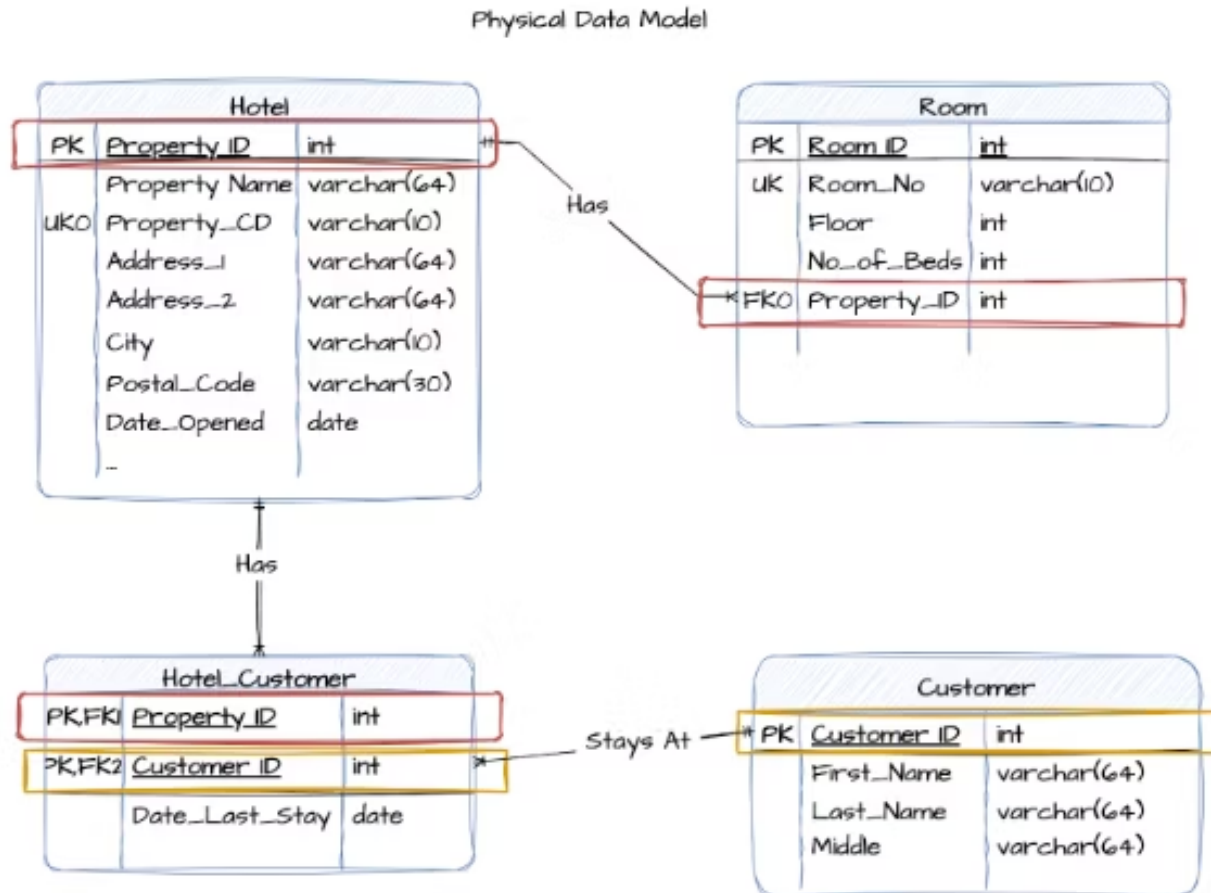 Physical Data Model
Hotel
PK Property ID int
Property Name varchar(64)
UK0 Property_CD varchar(10)
Address_1 varchar(64)
Address_2 varchar(64)
City varchar(10)
Postal_Code varchar(30)
Date_Opened date
...
Has
Room
PK Room ID int
UK Room_No varchar(10)
Floor int
No_of_Beds int
FK0 Property_ID int
Has
Hotel_Customer
PK,FK1 Property ID int
PK,FK2 Customer ID int
Date_Last_Stay date
Stays At
Customer
PK Customer ID int
First_Name varchar(64)
Last_Name varchar(64)
Middle varchar(64)